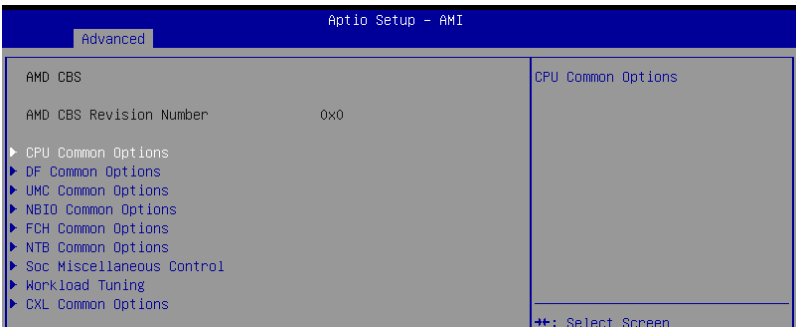 Aptio Setup – AMI
Advanced
AMD CBS
CPU Common Options
AMD CBS Revision Number 0x0
CPU Common Options
DF Common Options
UMC Common Options
NBIO Common Options
FCH Common Options
NTB Common Options
Soc Miscellaneous Control
Workload Tuning
CXL Common Options
→←: Select Screen